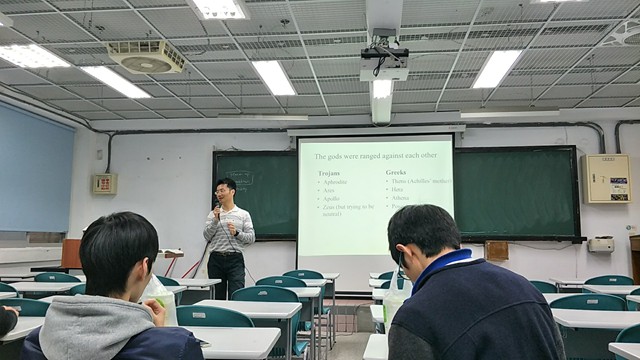 The gods were ranged against each other
Trojans
• Aphrodite
• Ares
• Apollo
• Zeus (but trying to be neutral)
Greeks
• Thetis (Achilles' mother)
• Hera
• Athena